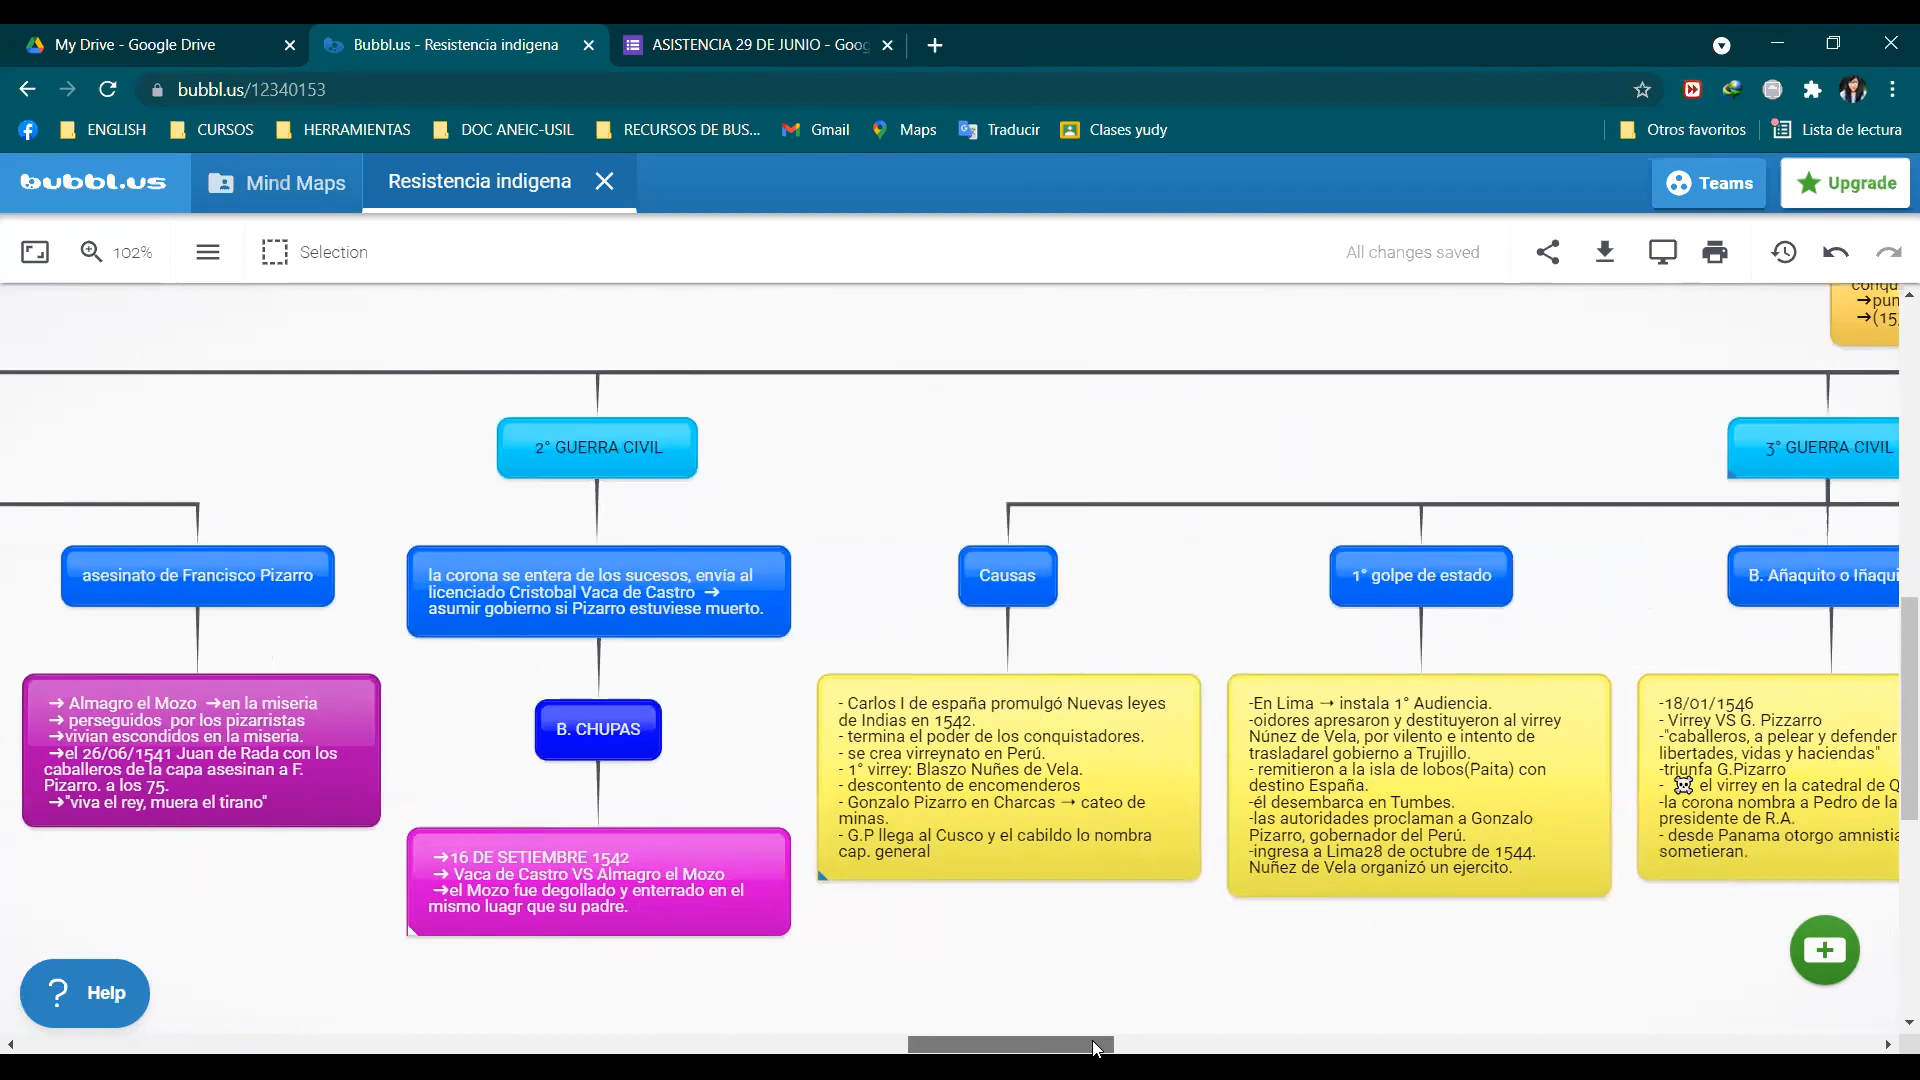 My Drive - Google Drive
Bubbl.us - Resistencia indigena
ASISTENCIA 29 DE JUNIO - Goog
bubbl.us/12340153
ENGLISH
CURSOS
HERRAMIENTAS
DOC ANEIC-USIL
RECURSOS DE BUS...
Gmail
Maps
Traducir
Clases yudy
Otros favoritos
Lista de lectura
bubbl.us
Mind Maps
Resistencia indigena
Teams
Upgrade
102%
Selection
All changes saved
conqu
→pun
→(15
2° GUERRA CIVIL
3° GUERRA CIVIL
asesinato de Francisco Pizarro
la corona se entera de los sucesos, envía al
licenciado Cristobal Vaca de Castro →
asumir gobierno si Pizarro estuviese muerto.
Causas
1° golpe de estado
B. Añaquito o Iñaqui
→ Almagro el Mozo →en la miseria
→ perseguidos por los pizarristas
→vivian escondidos en la miseria.
→el 26/06/1541 Juan de Rada con los
caballeros de la capa asesinan a F.
Pizarro. a los 75.
→"viva el rey, muera el tirano"
B. CHUPAS
→16 DE SETIEMBRE 1542
→ Vaca de Castro VS Almagro el Mozo
→el Mozo fue degollado y enterrado en el
mismo luagr que su padre.
- Carlos I de españa promulgó Nuevas leyes
de Indias en 1542.
- termina el poder de los conquistadores.
- se crea virreynato en Perú.
- 1° virrey: Blaszo Nuñes de Vela.
- descontento de encomenderos
- Gonzalo Pizarro en Charcas → cateo de
minas.
- G.P llega al Cusco y el cabildo lo nombra
cap. general
-En Lima → instala 1° Audiencia.
-oidores apresaron y destituyeron al virrey
Núnez de Vela, por vilento e intento de
trasladarel gobierno a Trujillo.
- remitieron a la isla de lobos(Paita) con
destino España.
-él desembarca en Tumbes.
-las autoridades proclaman a Gonzalo
Pizarro, gobernador del Perú.
-ingresa a Lima28 de octubre de 1544.
Nuñez de Vela organizó un ejercito.
-18/01/1546
- Virrey VS G. Pizzarro
-"caballeros, a pelear y defender
libertades, vidas y haciendas"
-triunfa G.Pizarro
- ☠ el virrey en la catedral de Q
-la corona nombra a Pedro de la
presidente de R.A.
- desde Panama otorgo amnistia
sometieran.
? Help